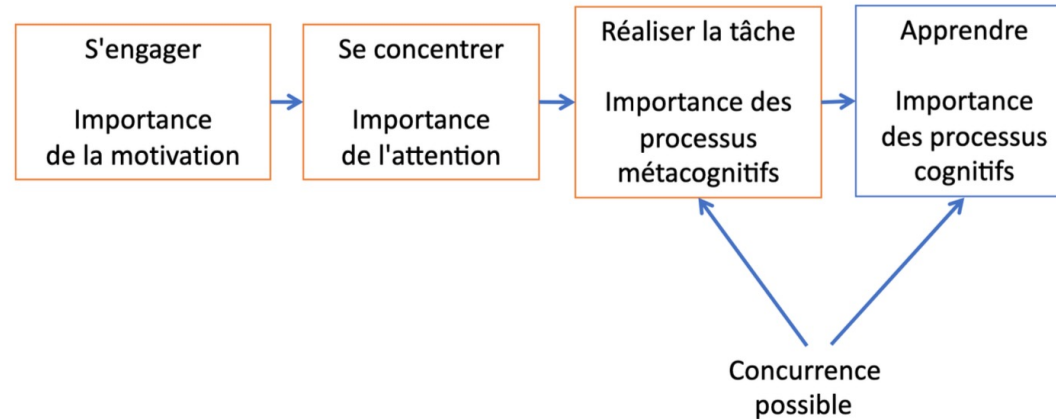 S'engager
Importance
de la motivation
Se concentrer
Importance
de l'attention
Réaliser la tâche
Importance des
processus
métacognitifs
Apprendre
Importance
des processus
cognitifs
Concurrence
possible